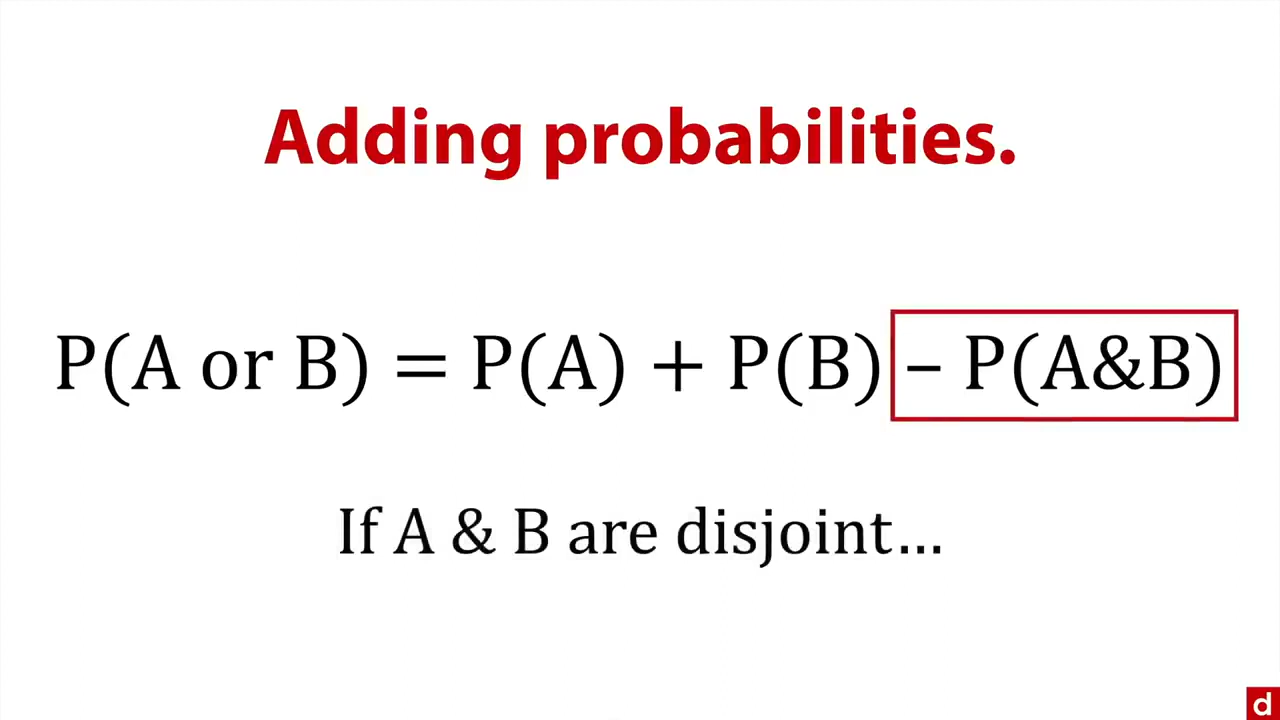 Adding probabilities.
P(A or B) = P(A) + P(B) – P(A&B)
If A & B are disjoint…
d